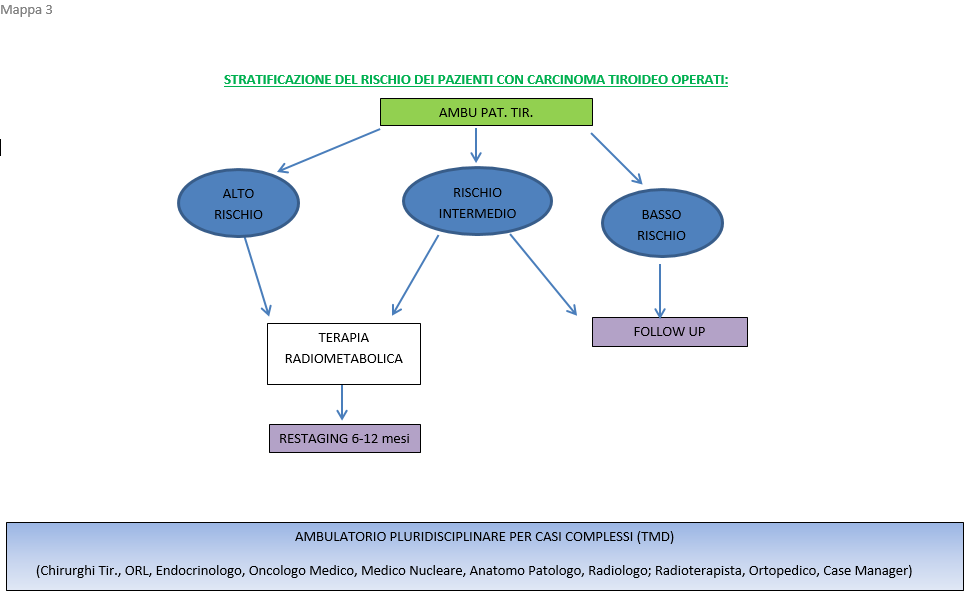 Mappa 3
STRATIFICAZIONE DEL RISCHIO DEI PAZIENTI CON CARCINOMA TIROIDEO OPERATI:
AMBU PAT. TIR.
ALTO
RISCHIO
RISCHIO
INTERMEDIO
BASSO
RISCHIO
TERAPIA
RADIOMETABOLICA
FOLLOW UP
RESTAGING 6-12 mesi
AMBULATORIO PLURIDISCIPLINARE PER CASI COMPLESSI (TMD)
(Chirurghi Tir., ORL, Endocrinologo, Oncologo Medico, Medico Nucleare, Anatomo Patologo, Radiologo; Radioterapista, Ortopedico, Case Manager)